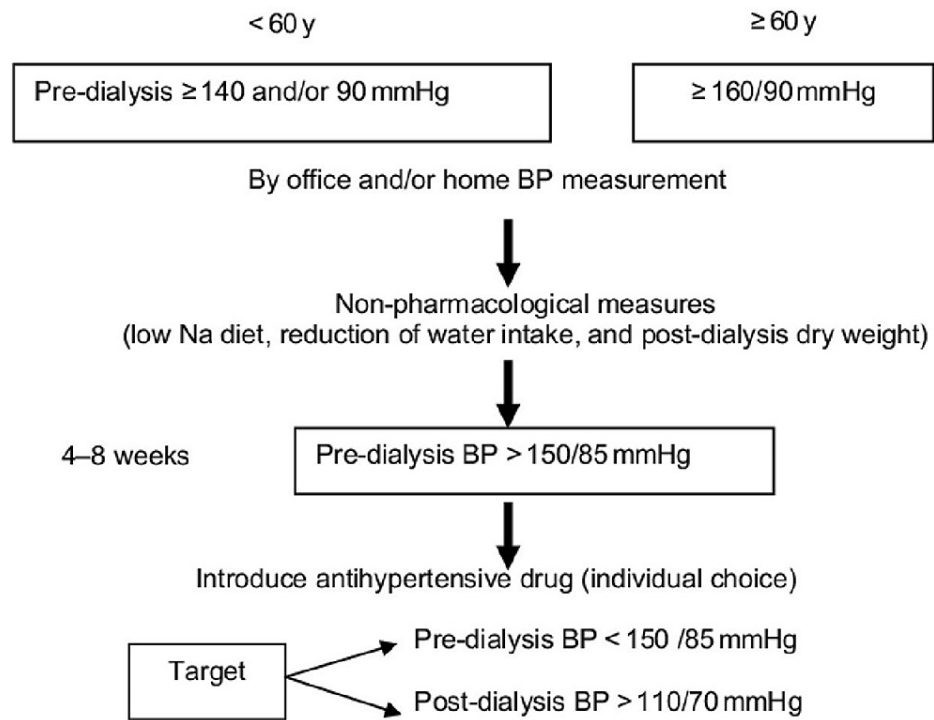 < 60 y
≥ 60 y
Pre-dialysis ≥ 140 and/or 90 mmHg
≥ 160/90 mmHg
By office and/or home BP measurement
Non-pharmacological measures
(low Na diet, reduction of water intake, and post-dialysis dry weight)
4–8 weeks
Pre-dialysis BP > 150/85 mmHg
Introduce antihypertensive drug (individual choice)
Pre-dialysis BP < 150 /85 mmHg
Target
Post-dialysis BP > 110/70 mmHg